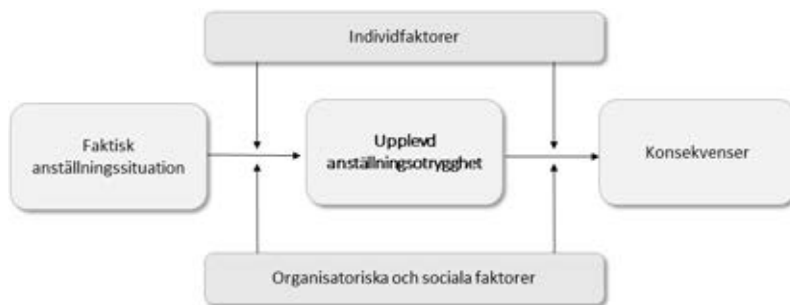 Individfaktorer
Faktisk
anställningssituation
Upplevd
anställningsotrygghet
Konsekvenser
Organisatoriska och sociala faktorer